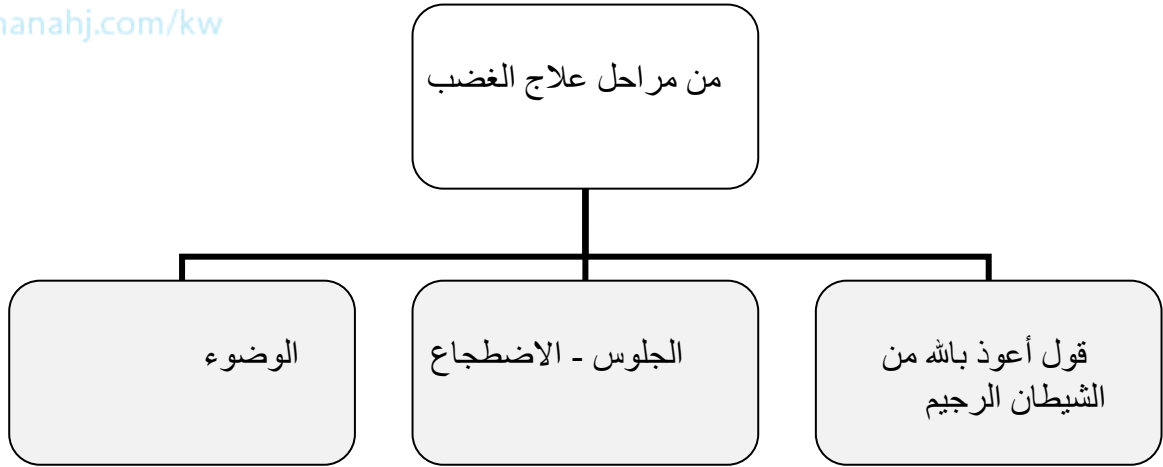 manahj.com/kw
من مراحل علاج الغضب
قول أعوذ بالله من
الشيطان الرجيم
الجلوس - الاضطجاع
الوضوء